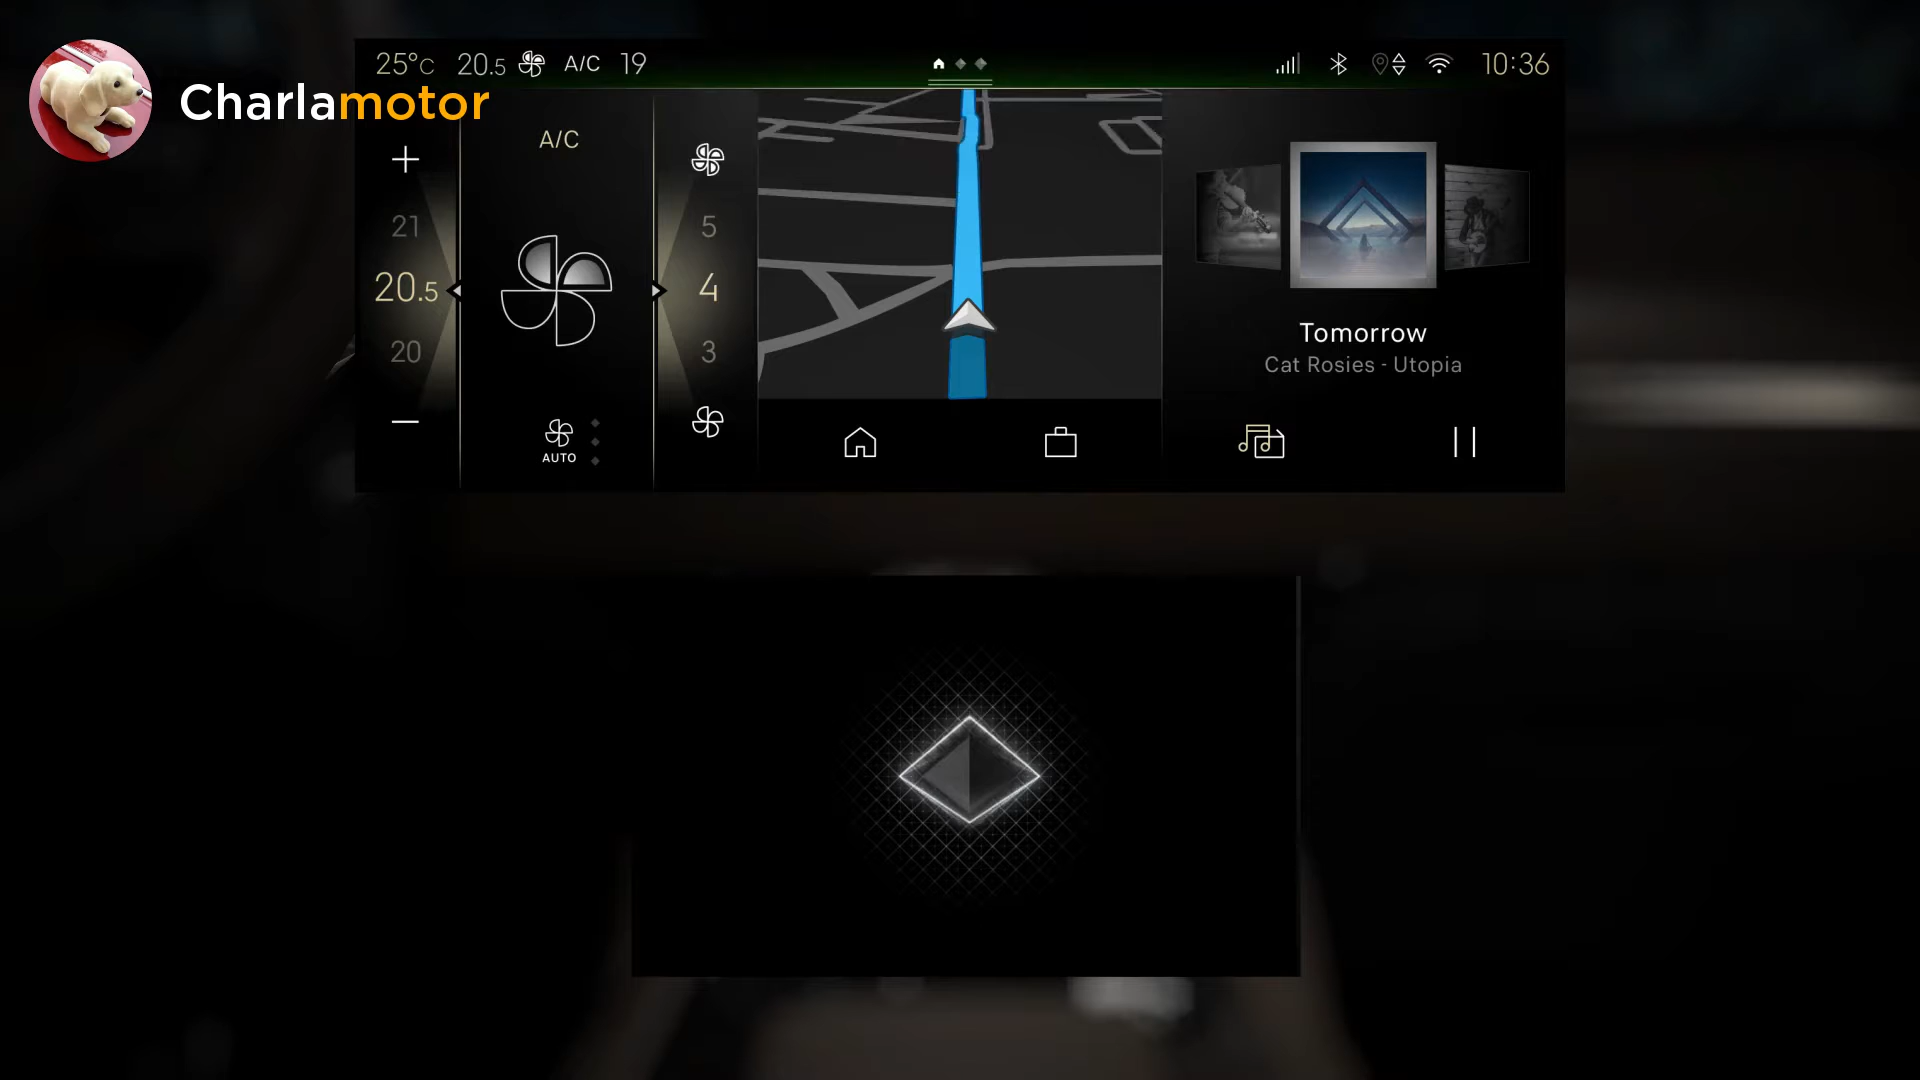 25°C 20.5 A/C 19 10:36
Charlamotor
A/C
21
20.5
20
5
4
3
AUTO
Tomorrow
Cat Rosies - Utopia